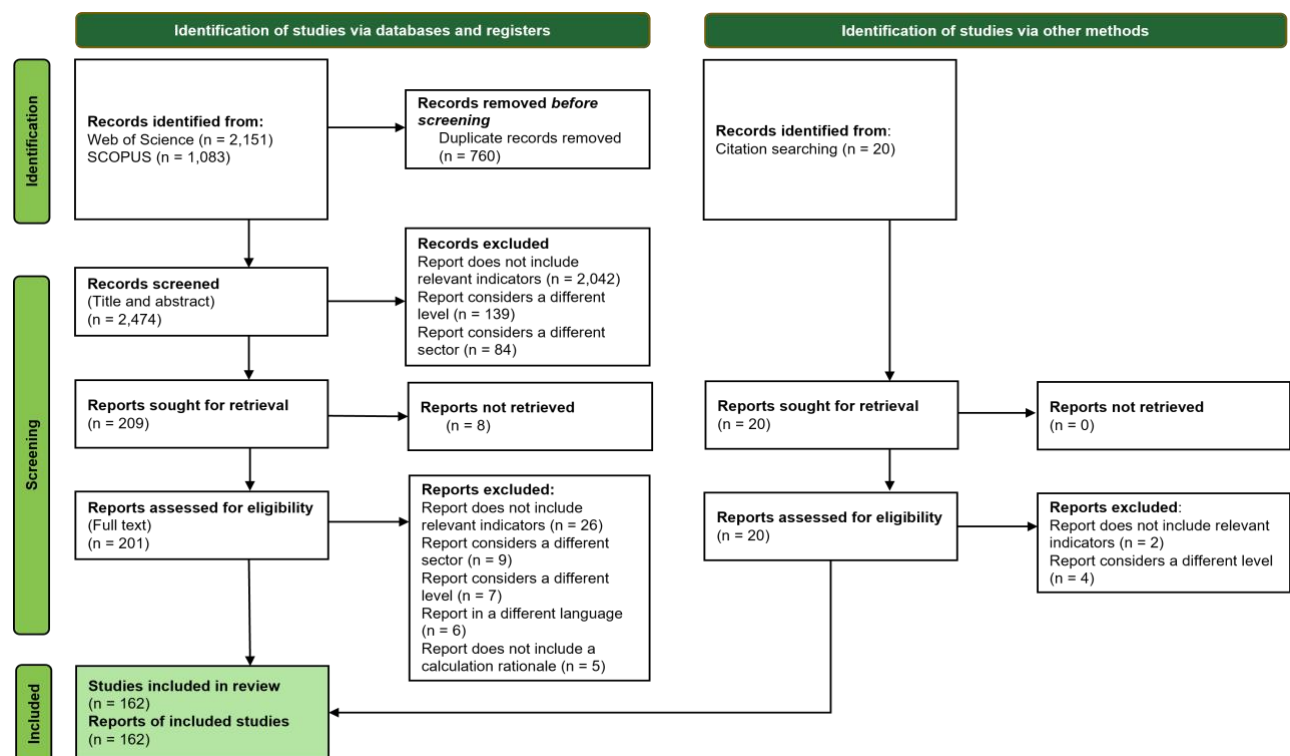 Identification of studies via databases and registers
Identification of studies via other methods
Identification
Records identified from:
Web of Science (n = 2,151)
SCOPUS (n = 1,083)
Records removed before
screening
Duplicate records removed
(n = 760)
Records identified from:
Citation searching (n = 20)
Screening
Records screened
(Title and abstract)
(n = 2,474)
Records excluded
Report does not include
relevant indicators (n = 2,042)
Report considers a different
level (n = 139)
Report considers a different
sector (n = 84)
Reports sought for retrieval
(n = 209)
Reports not retrieved
(n = 8)
Reports sought for retrieval
(n = 20)
Reports not retrieved
(n = 0)
Reports assessed for eligibility
(Full text)
(n = 201)
Reports excluded:
Report does not include
relevant indicators (n = 26)
Report considers a different
sector (n = 9)
Report considers a different
level (n = 7)
Report in a different language
(n = 6)
Report does not include a
calculation rationale (n = 5)
Reports assessed for eligibility
(n = 20)
Reports excluded:
Report does not include relevant
indicators (n = 2)
Report considers a different level
(n = 4)
Included
Studies included in review
(n = 162)
Reports of included studies
(n = 162)